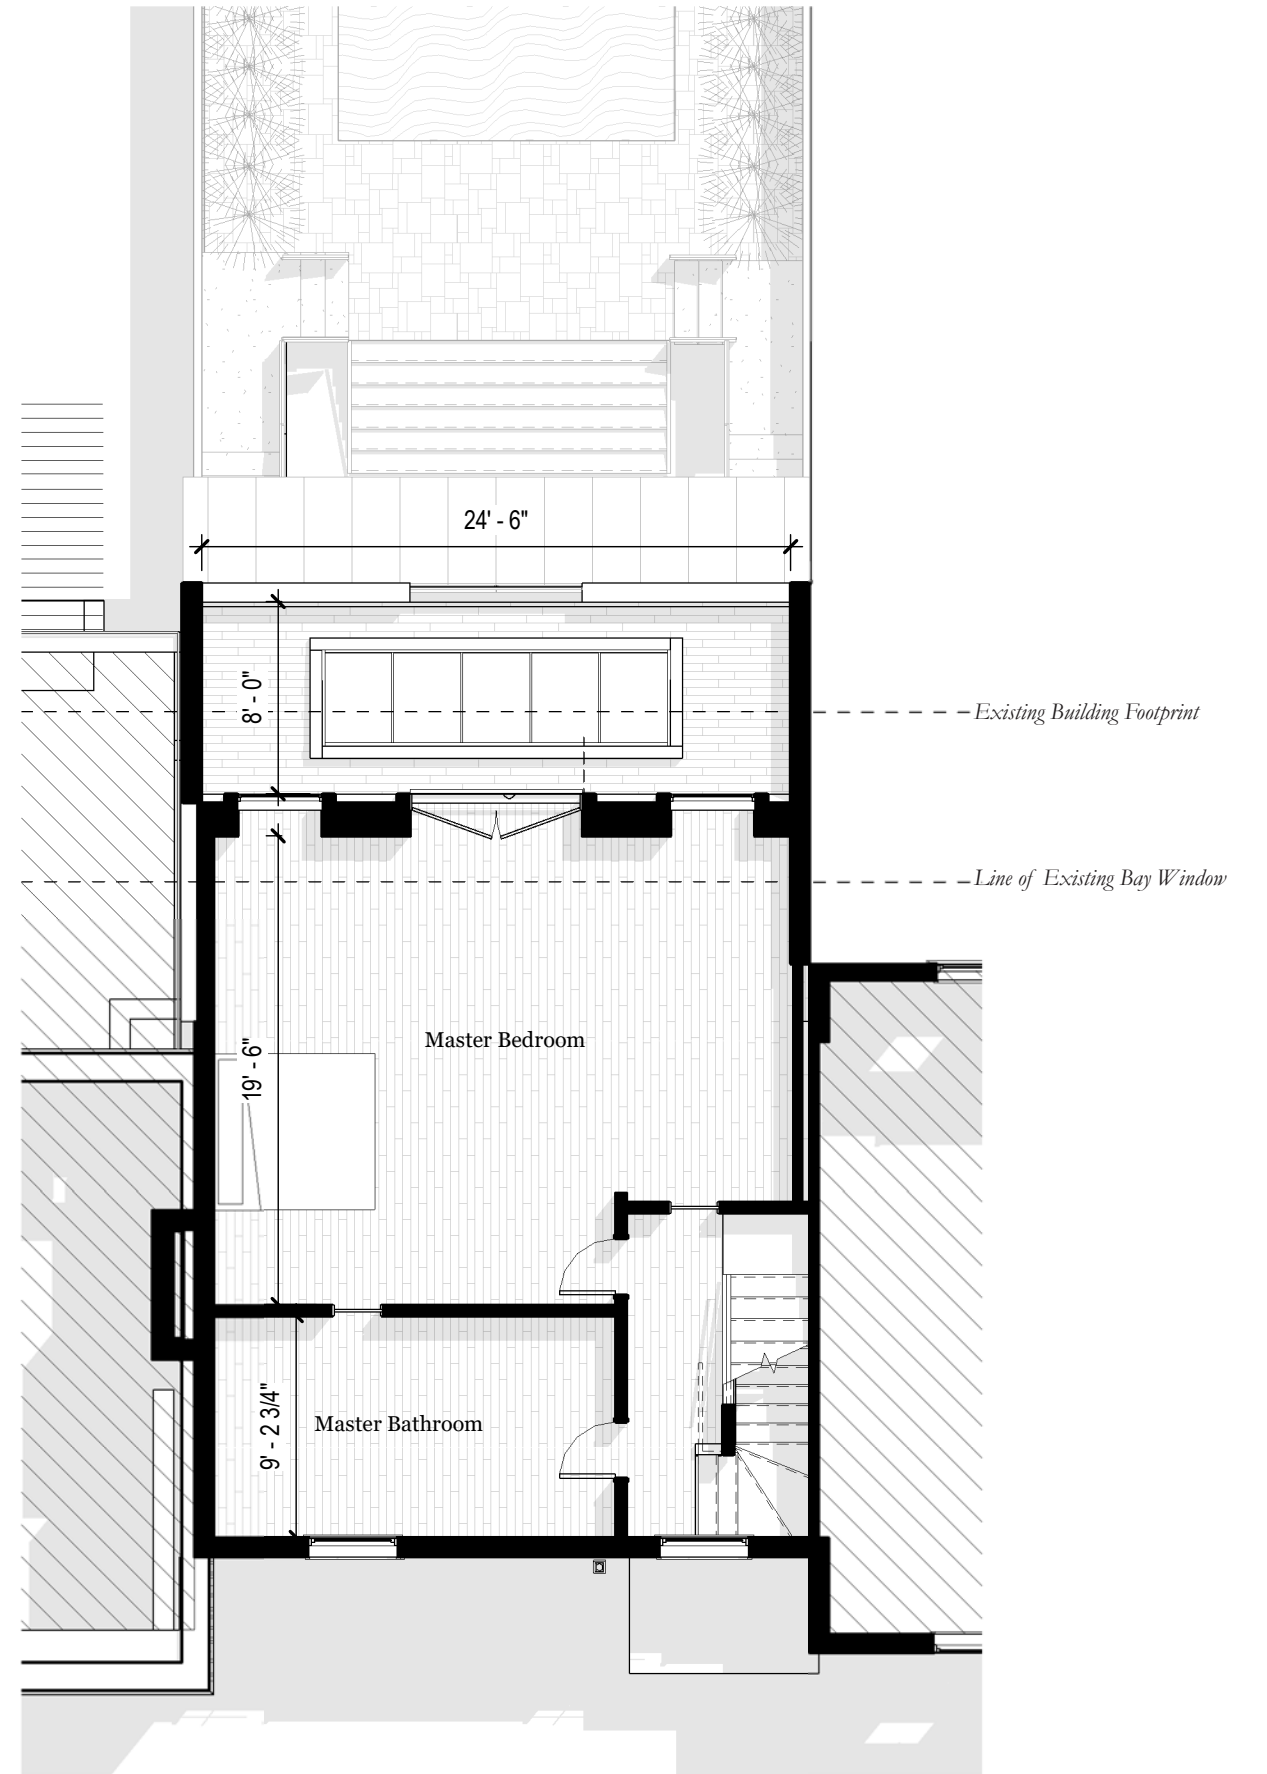 24' - 6"
8' - 0"
Existing Building Footprint
Line of Existing Bay Window
Master Bedroom
19' - 6"
9' - 2 3/4"
Master Bathroom